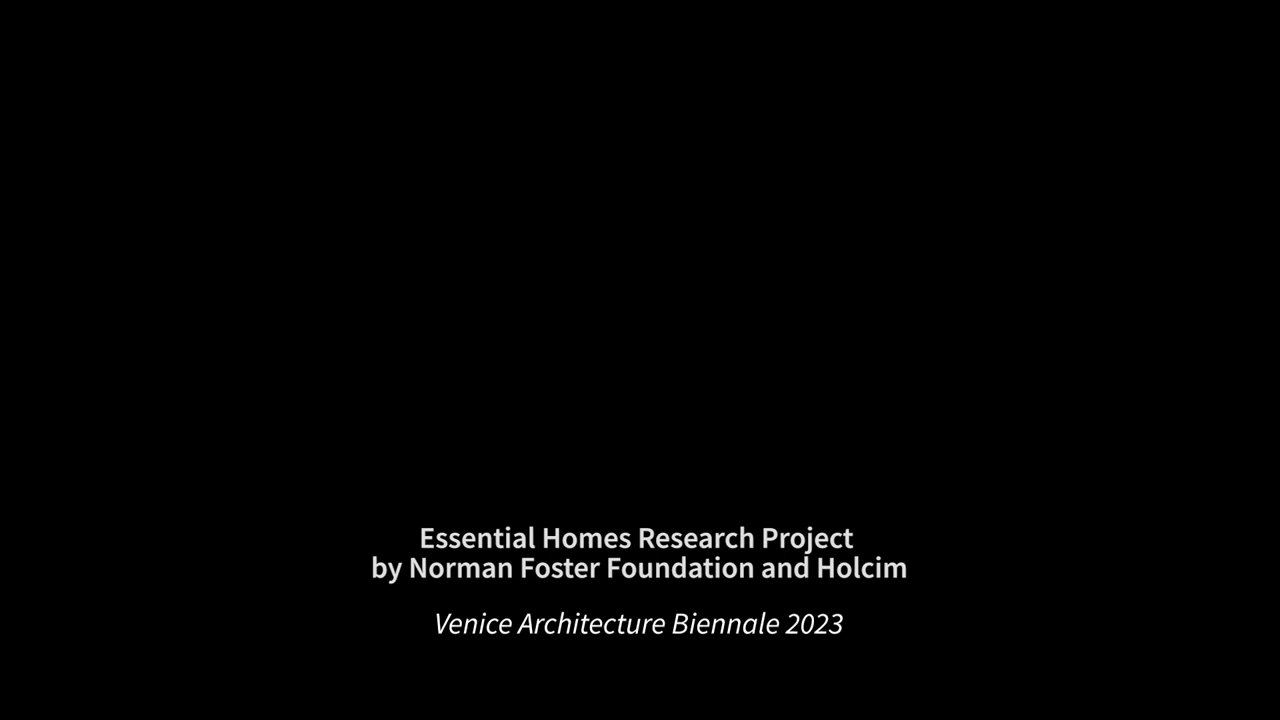 Essential Homes Research Project
by Norman Foster Foundation and Holcim
Venice Architecture Biennale 2023